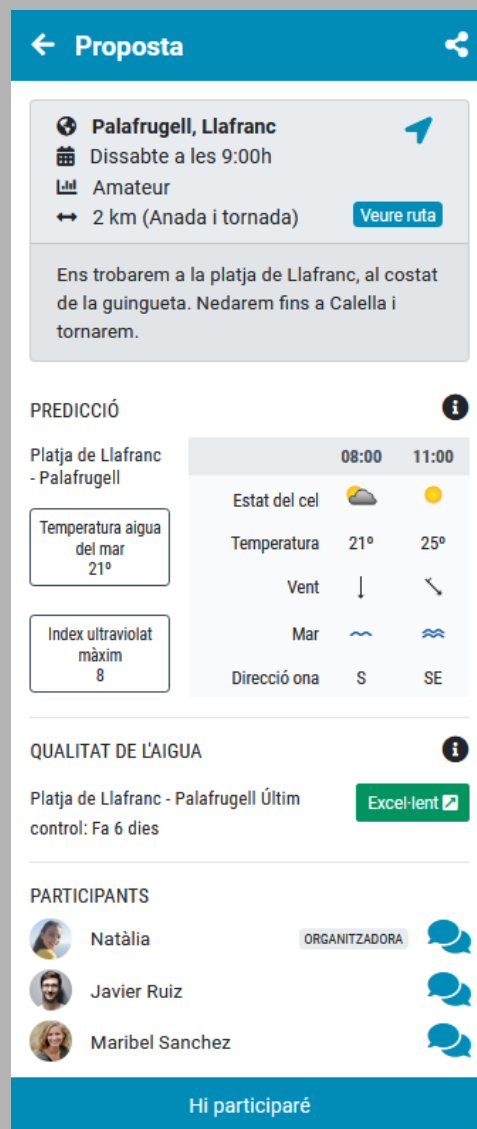 Proposta
Palafrugell, Llafranc
Dissabte a les 9:00h
Amateur
2 km (Anada i tornada)
Veure ruta
Ens trobarem a la platja de Llafranc, al costat
de la guingueta. Nedarem fins a Calella i
tornarem.
PREDICCIÓ
Platja de Llafranc
- Palafrugell
Temperatura aigua
del mar
21º
Index ultraviolat
màxim
8
08:00 11:00
Estat del cel
Temperatura 21º 25º
Vent
Mar
Direcció ona S SE
QUALITAT DE L'AIGUA
Platja de Llafranc - Palafrugell Últim
control: Fa 6 dies
Excel·lent
PARTICIPANTS
Natàlia ORGANITZADORA
Javier Ruiz
Maribel Sanchez
Hi participaré